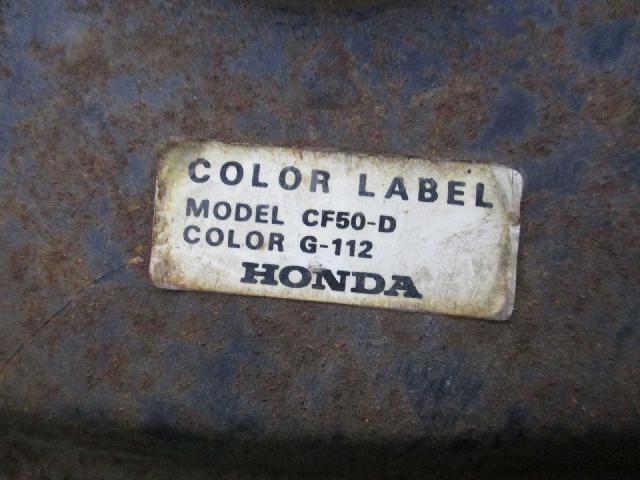 COLOR LABEL
MODEL CF50-D
COLOR G-112
HONDA